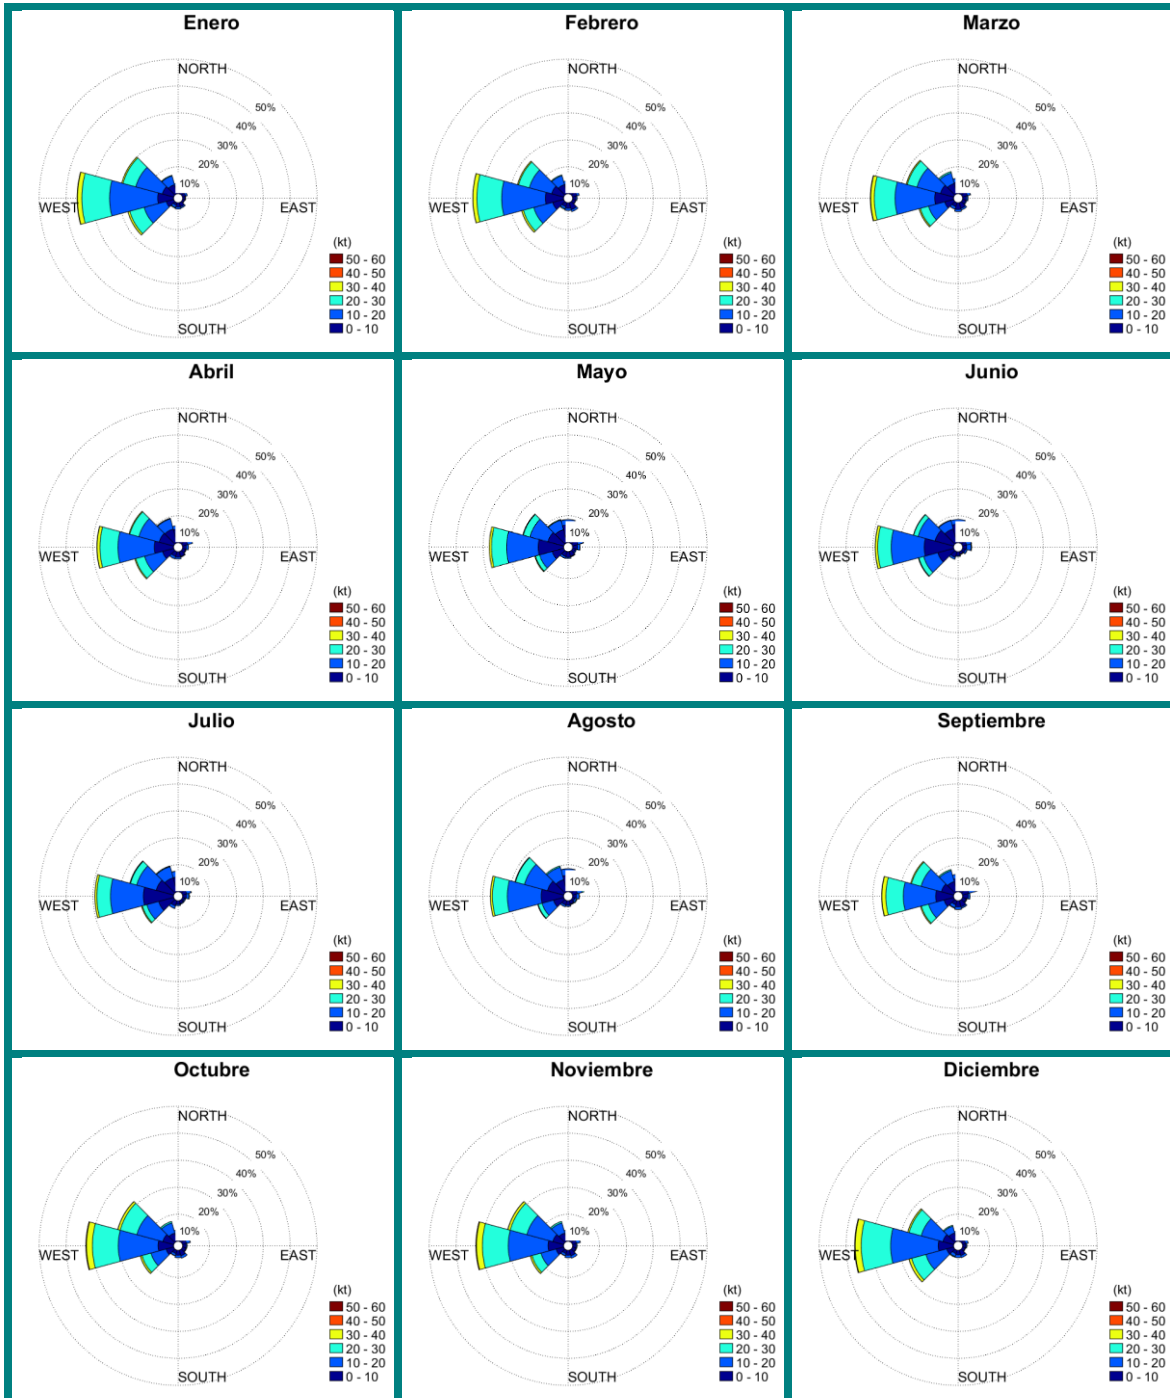 Enero
NORTH
50%
40%
30%
20%
10%
WEST
EAST
(kt)
50 - 60
40 - 50
30 - 40
20 - 30
10 - 20
0 - 10
SOUTH
Febrero
NORTH
50%
40%
30%
20%
10%
WEST
EAST
(kt)
50 - 60
40 - 50
30 - 40
20 - 30
10 - 20
0 - 10
SOUTH
Marzo
NORTH
50%
40%
30%
20%
10%
WEST
EAST
(kt)
50 - 60
40 - 50
30 - 40
20 - 30
10 - 20
0 - 10
SOUTH
Abril
NORTH
50%
40%
30%
20%
10%
WEST
EAST
(kt)
50 - 60
40 - 50
30 - 40
20 - 30
10 - 20
0 - 10
SOUTH
Mayo
NORTH
50%
40%
30%
20%
10%
WEST
EAST
(kt)
50 - 60
40 - 50
30 - 40
20 - 30
10 - 20
0 - 10
SOUTH
Junio
NORTH
50%
40%
30%
20%
10%
WEST
EAST
(kt)
50 - 60
40 - 50
30 - 40
20 - 30
10 - 20
0 - 10
SOUTH
Julio
NORTH
50%
40%
30%
20%
10%
WEST
EAST
(kt)
50 - 60
40 - 50
30 - 40
20 - 30
10 - 20
0 - 10
SOUTH
Agosto
NORTH
50%
40%
30%
20%
10%
WEST
EAST
(kt)
50 - 60
40 - 50
30 - 40
20 - 30
10 - 20
0 - 10
SOUTH
Septiembre
NORTH
50%
40%
30%
20%
10%
WEST
EAST
(kt)
50 - 60
40 - 50
30 - 40
20 - 30
10 - 20
0 - 10
SOUTH
Octubre
NORTH
50%
40%
30%
20%
10%
WEST
EAST
(kt)
50 - 60
40 - 50
30 - 40
20 - 30
10 - 20
0 - 10
SOUTH
Noviembre
NORTH
50%
40%
30%
20%
10%
WEST
EAST
(kt)
50 - 60
40 - 50
30 - 40
20 - 30
10 - 20
0 - 10
SOUTH
Diciembre
NORTH
50%
40%
30%
20%
10%
WEST
EAST
(kt)
50 - 60
40 - 50
30 - 40
20 - 30
10 - 20
0 - 10
SOUTH